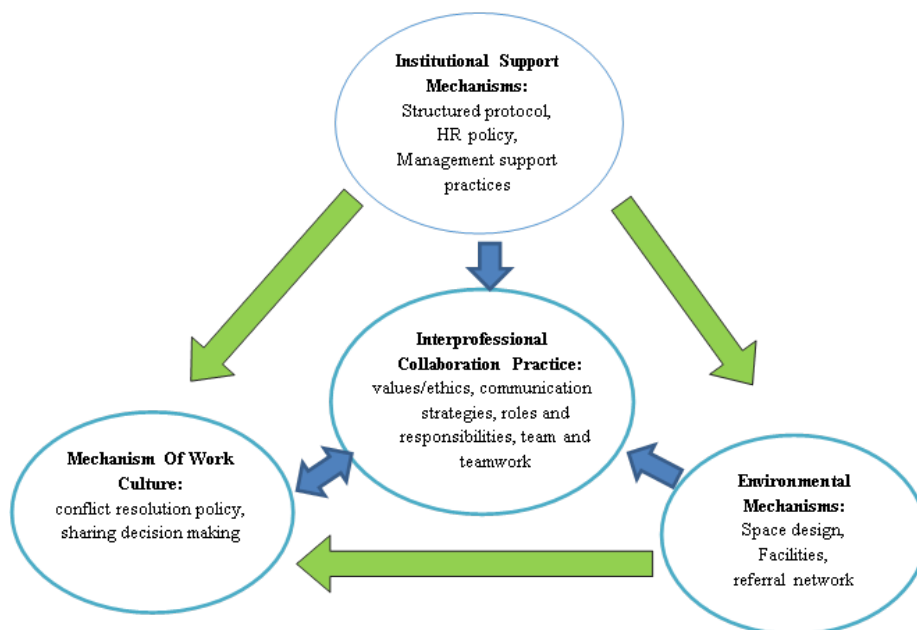 Institutional Support
Mechanisms:
Structured protocol,
HR policy,
Management support
practices
Interprofessional
Collaboration Practice:
values/ethics, communication
strategies, roles and
responsibilities, team and
teamwork
Mechanism Of Work
Culture:
conflict resolution policy,
sharing decision making
Environmental
Mechanisms:
Space design,
Facilities,
referral network